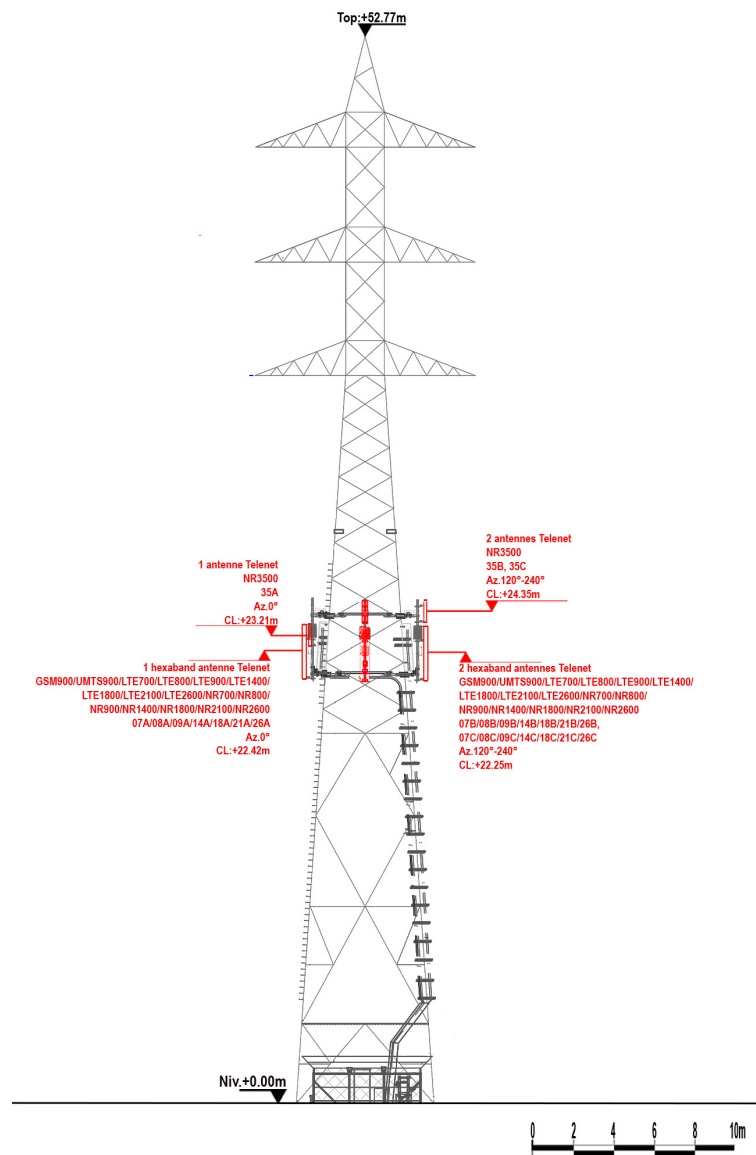 Top:+52.77m
1 antenne Telenet
NR3500
35A
Az.0°
CL:+23.21m
2 antennes Telenet
NR3500
35B, 35C
Az.120°-240°
CL:+24.35m
1 hexaband antenne Telenet
GSM900/UMTS900/LTE700/LTE800/LTE900/LTE1400/
LTE1800/LTE2100/LTE2600/NR700/NR800/
NR900/NR1400/NR1800/NR2100/NR2600
07A/08A/09A/14A/18A/21A/26A
Az.0°
CL:+22.42m
2 hexaband antennes Telenet
GSM900/UMTS900/LTE700/LTE800/LTE900/LTE1400/
LTE1800/LTE2100/LTE2600/NR700/NR800/
NR900/NR1400/NR1800/NR2100/NR2600
07B/08B/09B/14B/18B/21B/26B,
07C/08C/09C/14C/18C/21C/26C
Az.120°-240°
CL:+22.25m
Niv.+0.00m
0 2 4 6 8 10m